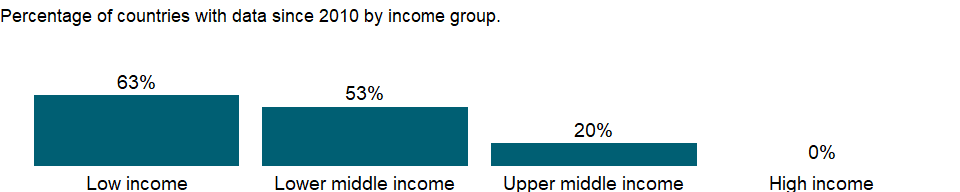 Percentage of countries with data since 2010 by income group.
63%
53%
20%
0%
Low income
Lower middle income
Upper middle income
High income